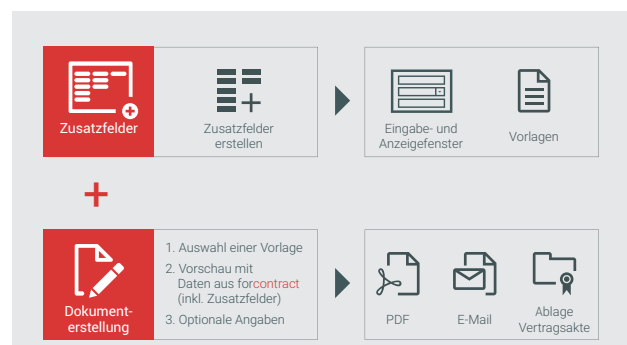 Zusatzfelder
Zusatzfelder
erstellen
Eingabe- und
Anzeigefenster
Vorlagen
Dokument-
erstellung
1. Auswahl einer Vorlage
2. Vorschau mit
Daten aus forcontract
(inkl. Zusatzfelder)
3. Optionale Angaben
PDF
E-Mail
Ablage
Vertragsakte